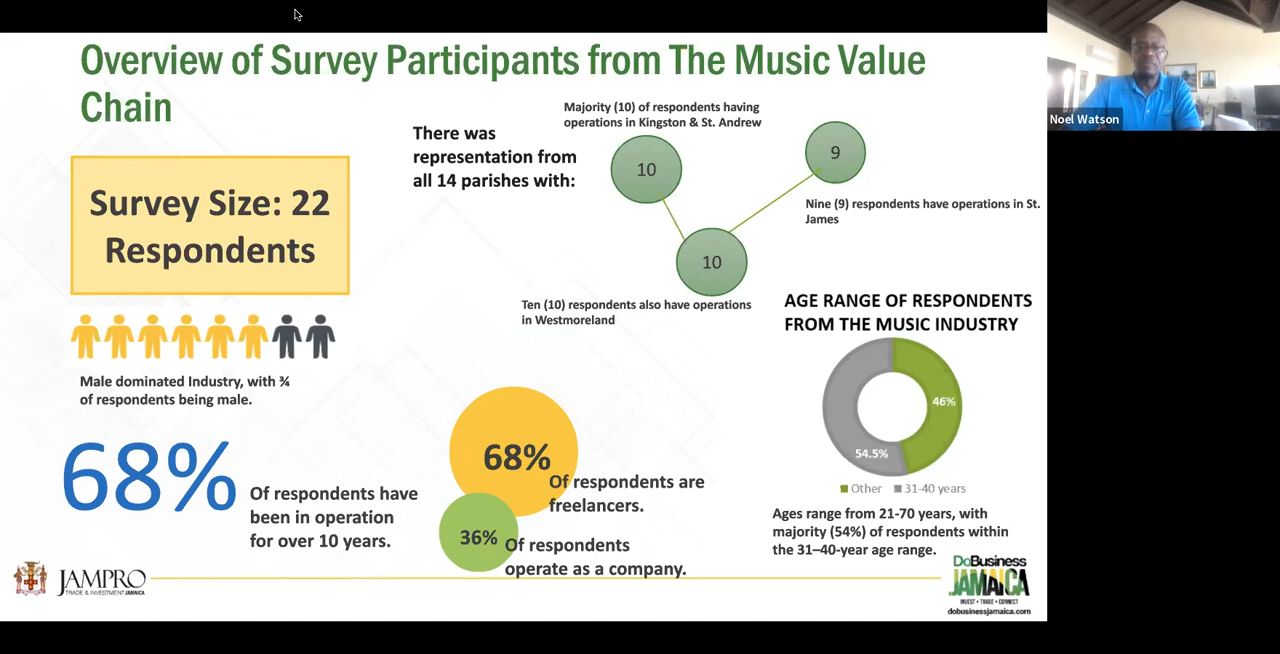 Overview of Survey Participants from The Music Value
Chain
Survey Size: 22
Respondents
Male dominated Industry, with ¾
of respondents being male.
68%
Of respondents have
been in operation
for over 10 years.
There was
representation from
all 14 parishes with:
Majority (10) of respondents having
operations in Kingston & St. Andrew
10
9
Nine (9) respondents have operations in St.
James
10
Ten (10) respondents also have operations
in Westmoreland
68%
Of respondents are
freelancers.
36%
Of respondents
operate as a company.
AGE RANGE OF RESPONDENTS
FROM THE MUSIC INDUSTRY
46%
54.5%
Other 31-40 years
Ages range from 21-70 years, with
majority (54%) of respondents within
the 31–40-year age range.
JAMPRO
TRADE & INVESTMENT JAMAICA
DoBusiness
JAMAICA
INVEST • TRADE • CONNECT
dobusinessjamaica.com
Noel Watson